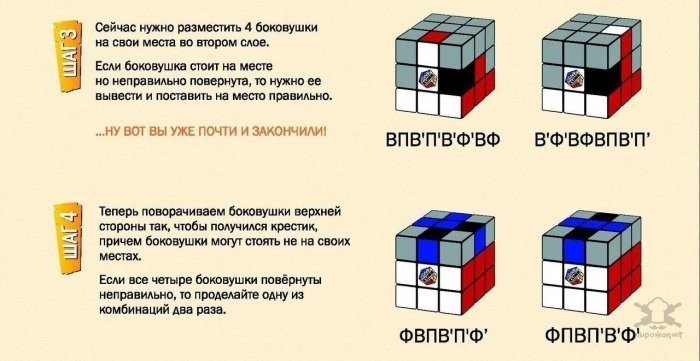 ШАГ 3
Сейчас нужно разместить 4 боковушки
на свои места во втором слое.
Если боковушка стоит на месте
но неправильно повернута, то нужно ее
вывести и поставить на место правильно.
...НУ ВОТ ВЫ УЖЕ ПОЧТИ И ЗАКОНЧИЛИ!
ВПВ'П'В'Ф'ВФ
В'Ф'ВФВПВ'П’
ШАГ 4
Теперь поворачиваем боковушки верхней
стороны так, чтобы получился крестик,
причем боковушки могут стоять не на своих
местах.
Если все четыре боковушки повёрнуты
неправильно, то проделайте одну из
комбинаций два раза.
ФВПВ'П'Ф’
ФПВП'В'Ф’